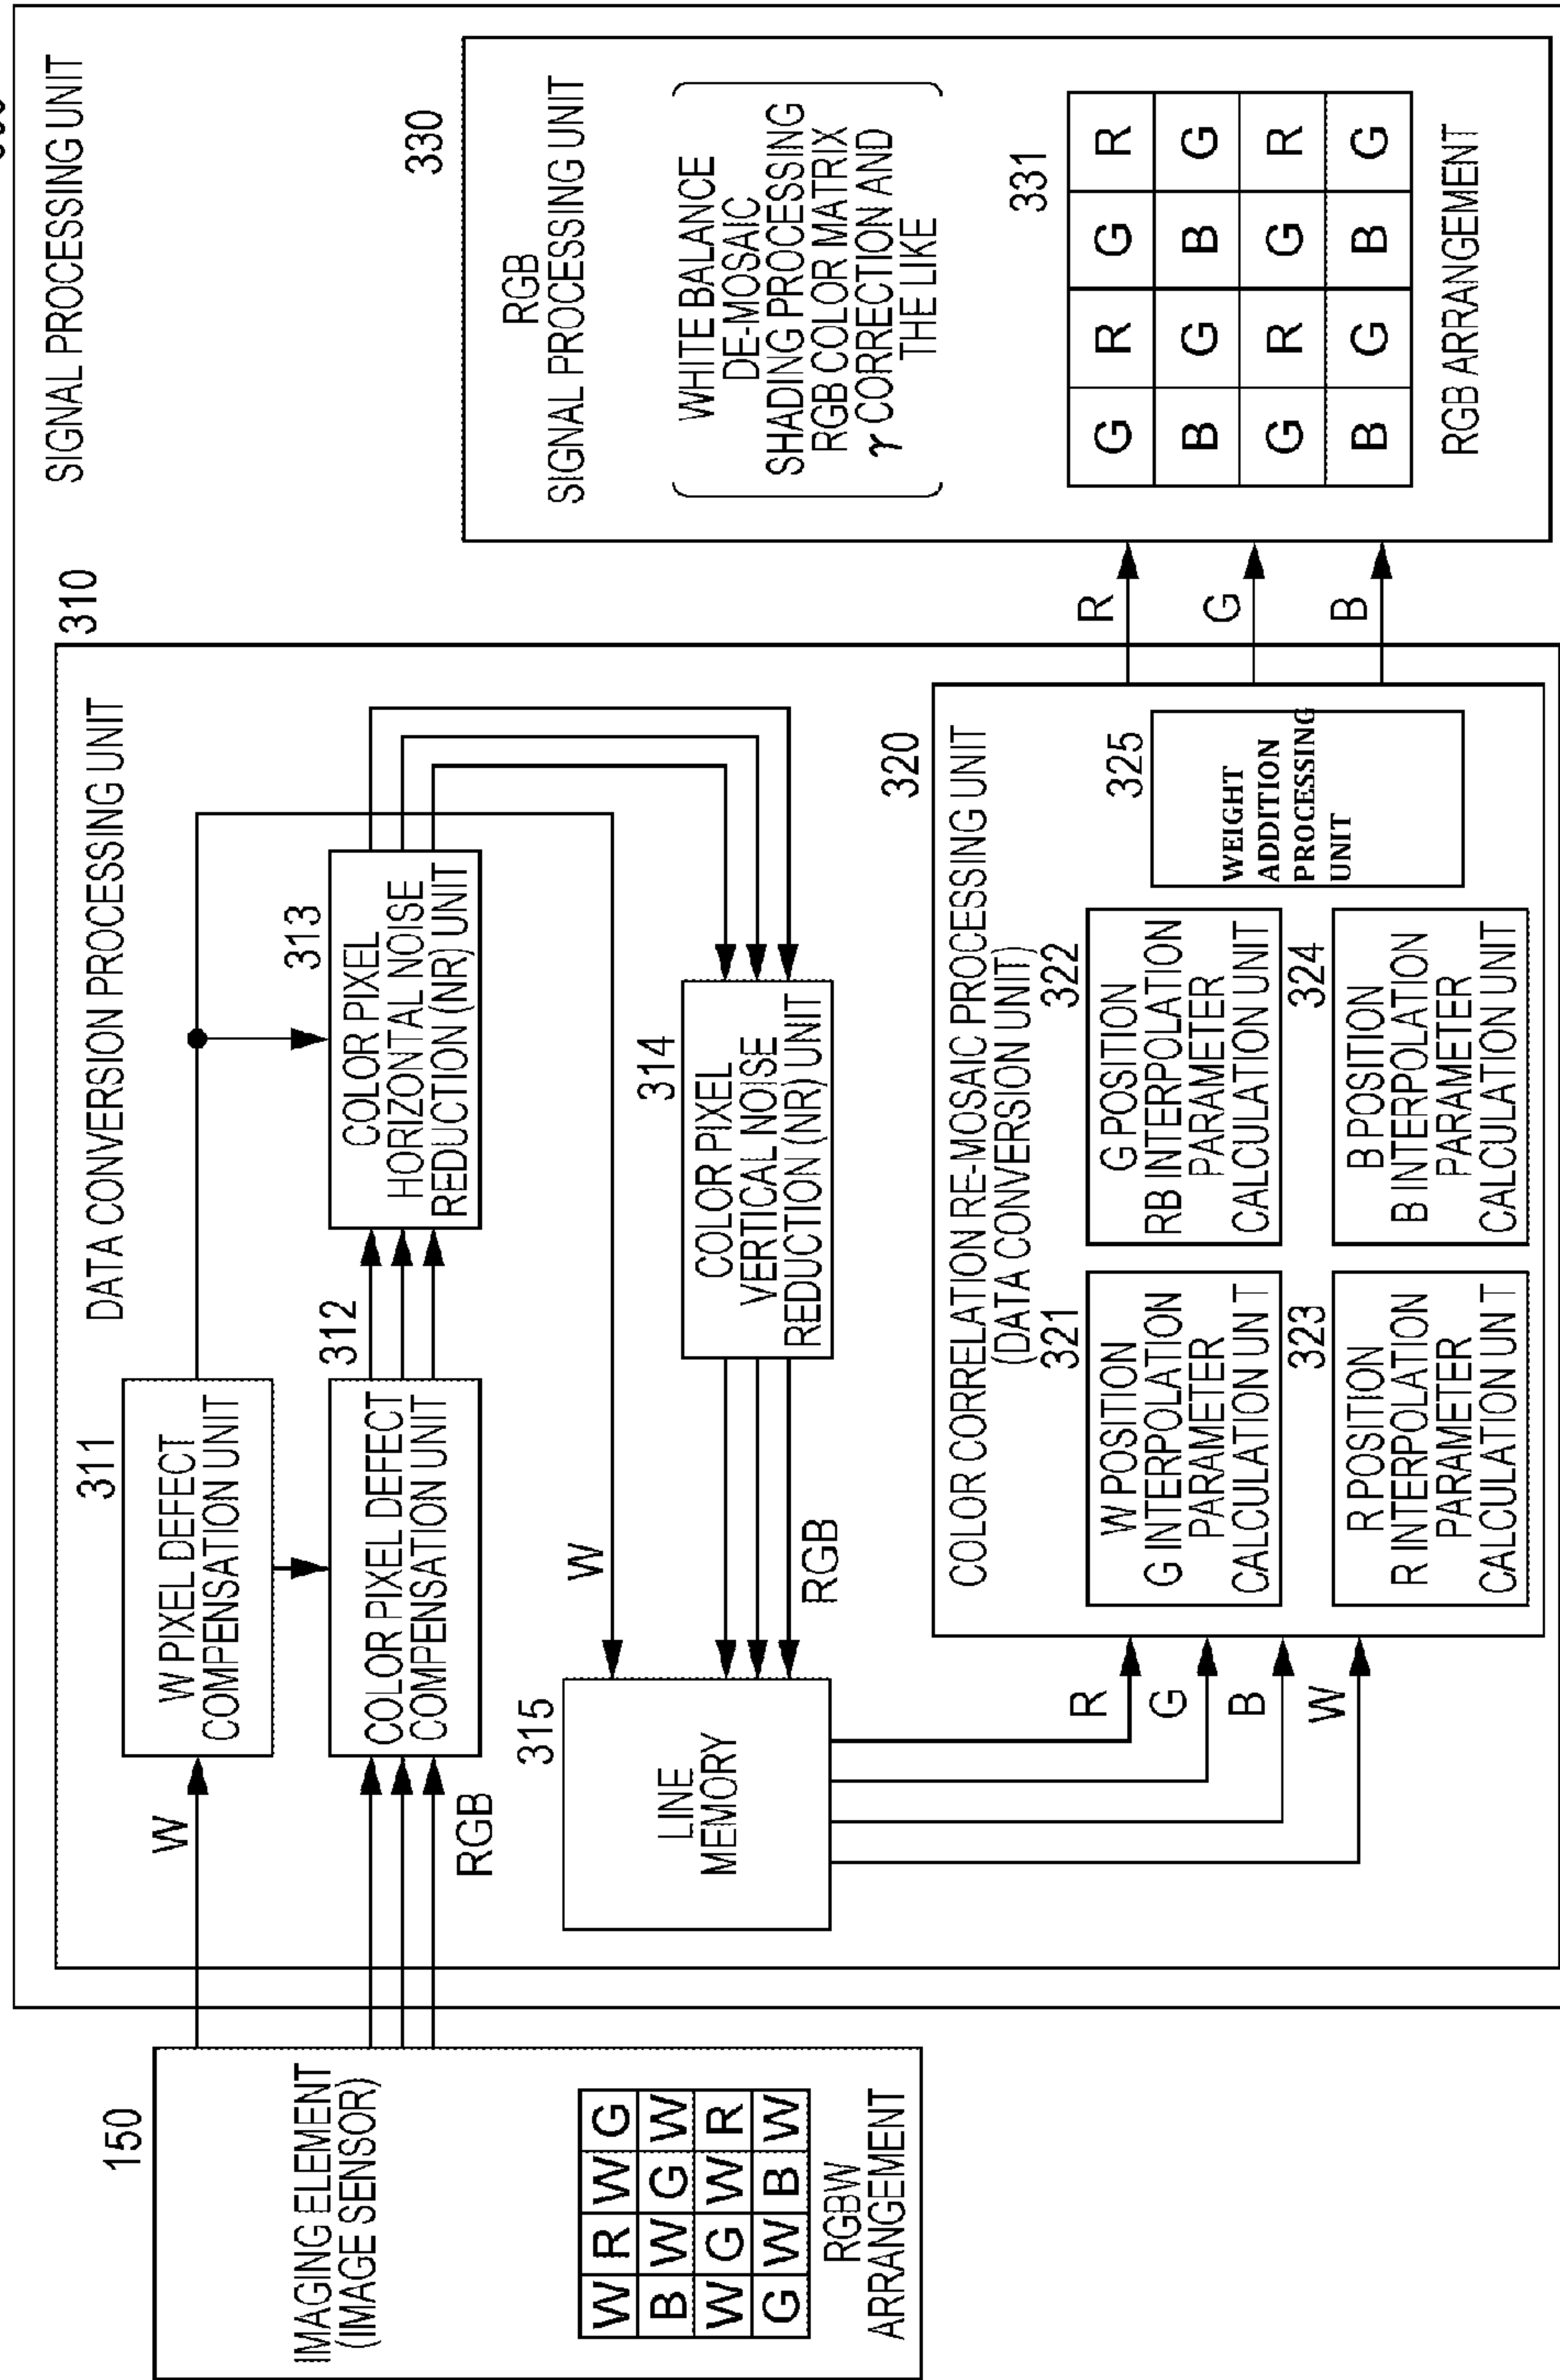 150
IMAGING ELEMENT
(IMAGE SENSOR)
W R W G
B W G W
W G W R
G W B W
RGBW
ARRANGEMENT
SIGNAL PROCESSING UNIT
310
DATA CONVERSION PROCESSING UNIT
W
RGB
311
W PIXEL DEFECT
COMPENSATION UNIT
312
COLOR PIXEL DEFECT
COMPENSATION UNIT
313
COLOR PIXEL
HORIZONTAL NOISE
REDUCTION (NR) UNIT
314
COLOR PIXEL
VERTICAL NOISE
REDUCTION (NR) UNIT
W
RGB
315
LINE
MEMORY
R
G
B
W
320
COLOR CORRELATION RE-MOSAIC PROCESSING UNIT
(DATA CONVERSION UNIT)
321
W POSITION
G INTERPOLATION
PARAMETER
CALCULATION UNIT
322
G POSITION
RB INTERPOLATION
PARAMETER
CALCULATION UNIT
323
R POSITION
R INTERPOLATION
PARAMETER
CALCULATION UNIT
324
B POSITION
B INTERPOLATION
PARAMETER
CALCULATION UNIT
325
WEIGHT
ADDITION
PROCESSING
UNIT
R
G
B
330
RGB
SIGNAL PROCESSING UNIT
WHITE BALANCE
DE-MOSAIC
SHADING PROCESSING
RGB COLOR MATRIX
γ CORRECTION AND
THE LIKE
331
G R G R
B G B G
G R G R
B G B G
RGB ARRANGEMENT